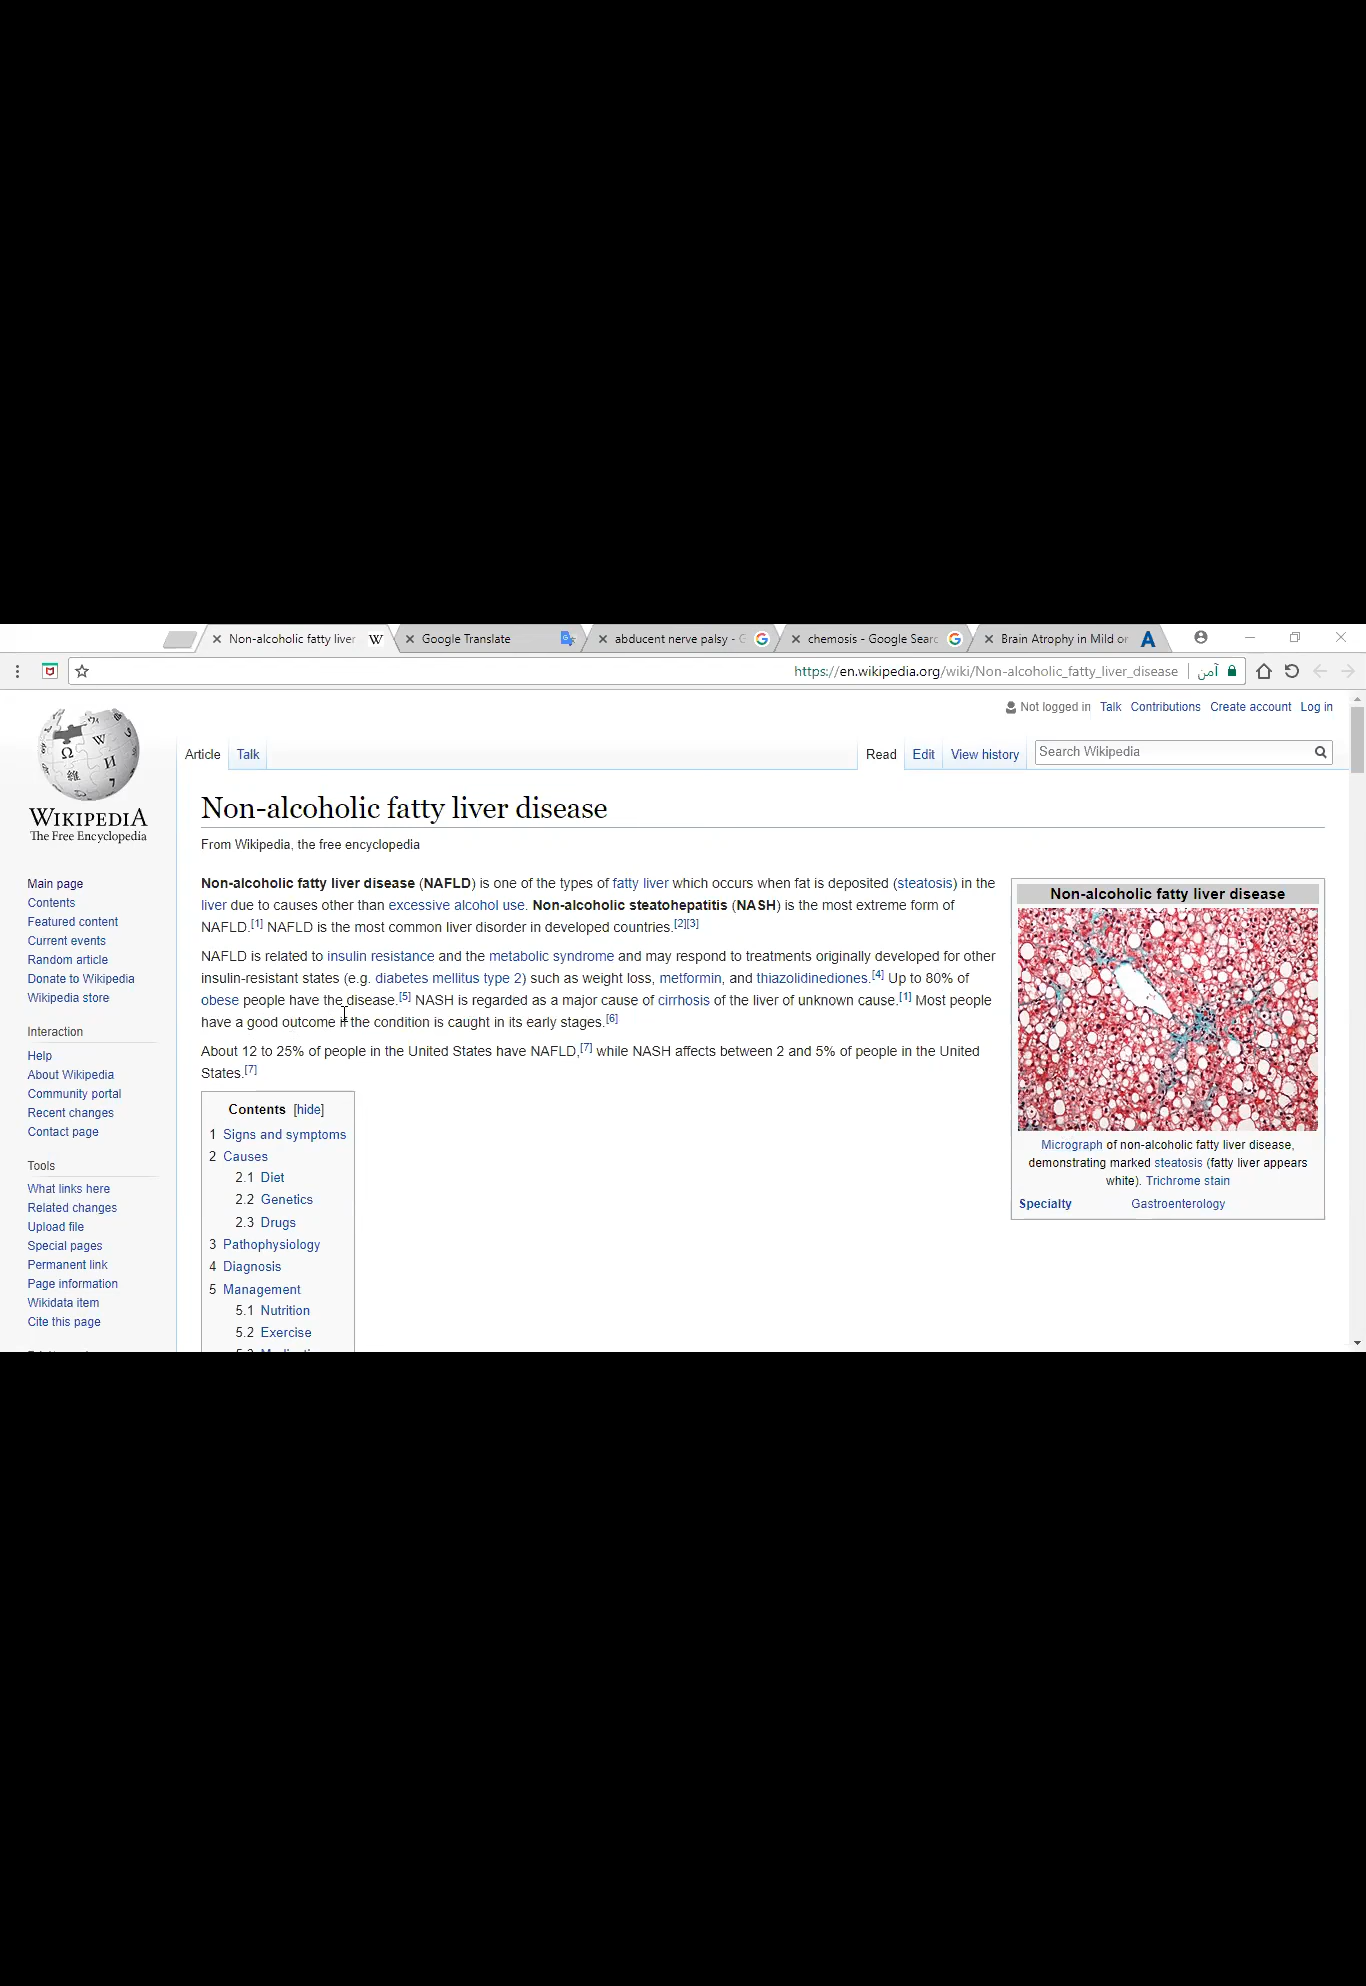 Non-alcoholic fatty liver
Google Translate
abducent nerve palsy - G
chemosis - Google Searc
Brain Atrophy in Mild or
https://en.wikipedia.org/wiki/Non-alcoholic_fatty_liver_disease آمن
Not logged in Talk Contributions Create account Log in
Article Talk Read Edit View history Search Wikipedia
WIKIPEDIA
The Free Encyclopedia
Main page
Contents
Featured content
Current events
Random article
Donate to Wikipedia
Wikipedia store
Interaction
Help
About Wikipedia
Community portal
Recent changes
Contact page
Tools
What links here
Related changes
Upload file
Special pages
Permanent link
Page information
Wikidata item
Cite this page
Non-alcoholic fatty liver disease
From Wikipedia, the free encyclopedia
Non-alcoholic fatty liver disease (NAFLD) is one of the types of fatty liver which occurs when fat is deposited (steatosis) in the
liver due to causes other than excessive alcohol use. Non-alcoholic steatohepatitis (NASH) is the most extreme form of
NAFLD.[1] NAFLD is the most common liver disorder in developed countries.[2][3]
NAFLD is related to insulin resistance and the metabolic syndrome and may respond to treatments originally developed for other
insulin-resistant states (e.g. diabetes mellitus type 2) such as weight loss, metformin, and thiazolidinediones.[4] Up to 80% of
obese people have the disease.[5] NASH is regarded as a major cause of cirrhosis of the liver of unknown cause.[1] Most people
have a good outcome if the condition is caught in its early stages.[6]
About 12 to 25% of people in the United States have NAFLD,[7] while NASH affects between 2 and 5% of people in the United
States.[7]
Contents [hide]
1 Signs and symptoms
2 Causes
2.1 Diet
2.2 Genetics
2.3 Drugs
3 Pathophysiology
4 Diagnosis
5 Management
5.1 Nutrition
5.2 Exercise
Non-alcoholic fatty liver disease
Micrograph of non-alcoholic fatty liver disease,
demonstrating marked steatosis (fatty liver appears
white). Trichrome stain
Specialty Gastroenterology